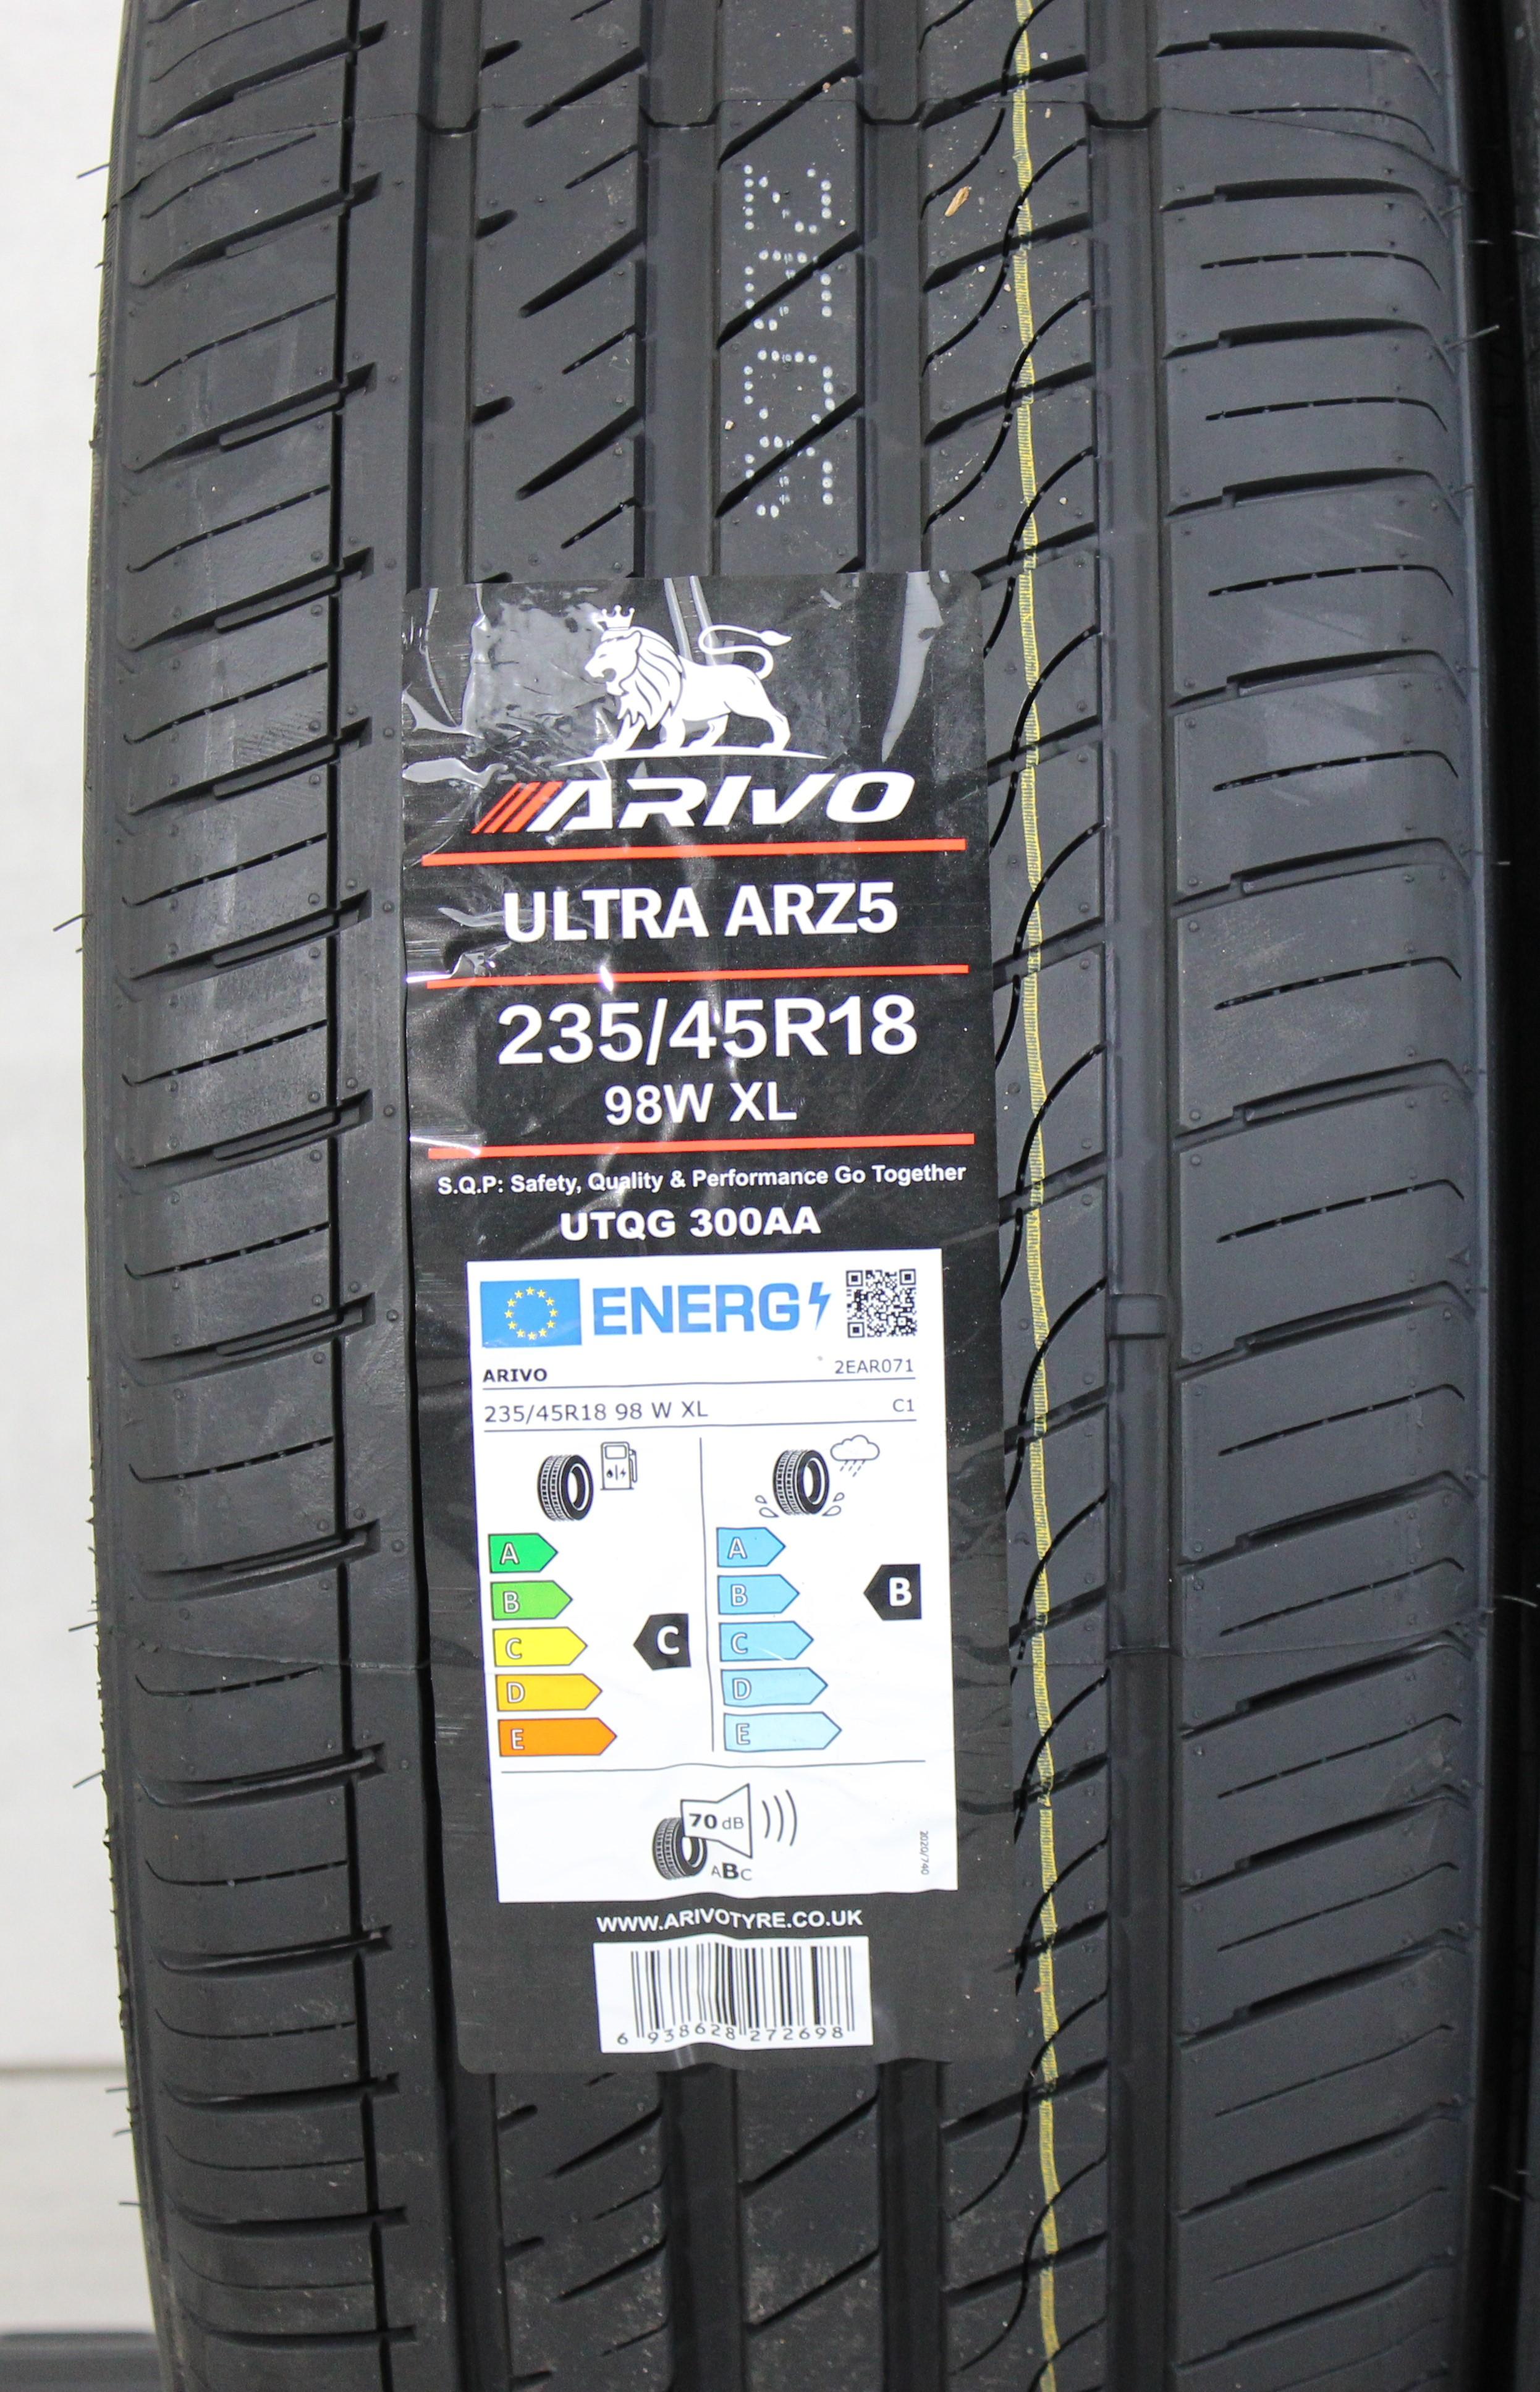 ARIVO
ULTRA ARZ5
235/45R18
98W XL
S.Q.P: Safety, Quality & Performance Go Together
UTQG 300AA
ENERG
ARIVO 2EAR071
235/45R18 98 W XL C1
A A
B B B
C C C
D D
E E
70 dB
ABC
2020/740
WWW.ARIVOTYRE.CO.UK
6 938628 272698